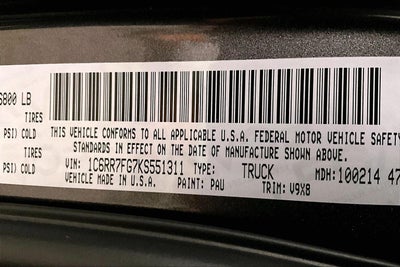 6800 LB
TIRES
PSI) COLD THIS VEHICLE CONFORMS TO ALL APPLICABLE U.S.A. FEDERAL MOTOR VEHICLE SAFETY
TIRES STANDARDS IN EFFECT ON THE DATE OF MANUFACTURE SHOWN ABOVE.
PSI) COLD VIN: 1C6RR7FG7KS551311 TYPE: TRUCK MDH: 100214 47
VEHICLE MADE IN U.S.A. PAINT: PAU TRIM: V9X8